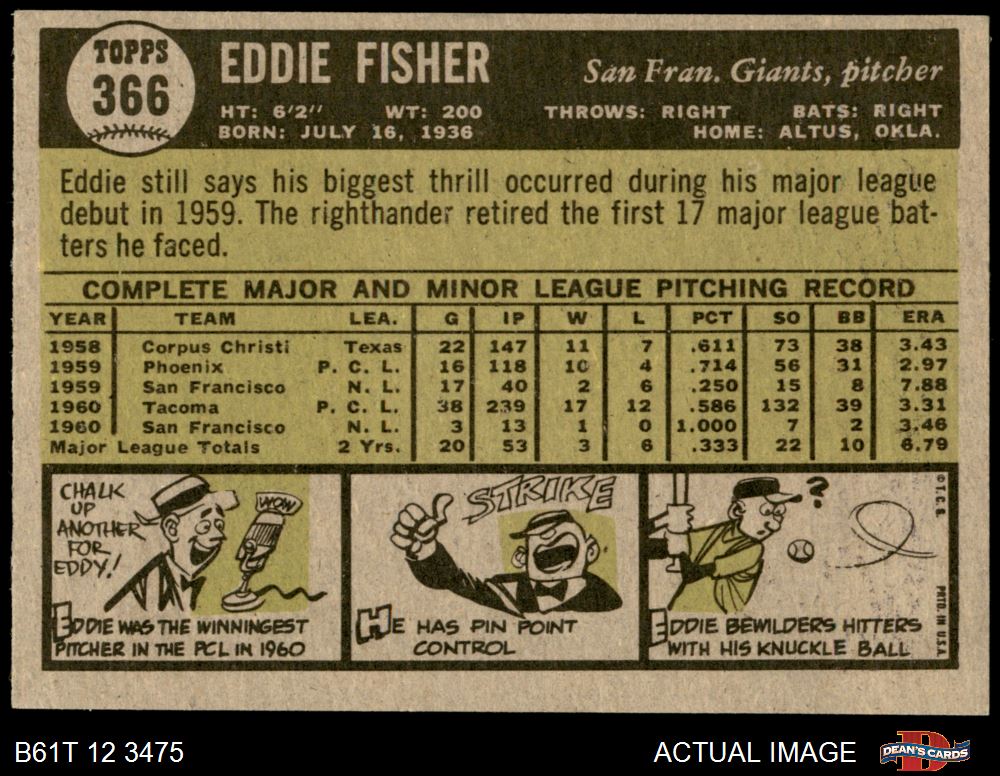 TOPPS
366
EDDIE FISHER
San Fran. Giants, pitcher
HT: 6'2" WT: 200 THROWS: RIGHT BATS: RIGHT
BORN: JULY 16, 1936 HOME: ALTUS, OKLA.
Eddie still says his biggest thrill occurred during his major league
debut in 1959. The righthander retired the first 17 major league bat-
ters he faced.
COMPLETE MAJOR AND MINOR LEAGUE PITCHING RECORD
YEAR TEAM LEA. G IP W L PCT SO BB ERA
1958 Corpus Christi Texas 22 147 11 7 .611 73 38 3.43
1959 Phoenix P. C. L. 16 118 10 4 .714 56 31 2.97
1959 San Francisco N. L. 17 40 2 6 .250 15 8 7.88
1960 Tacoma P. C. L. 38 239 17 12 .586 132 39 3.31
1960 San Francisco N. L. 3 13 1 0 1.000 7 2 3.46
Major League Totals 2 Yrs. 20 53 3 6 .333 22 10 6.79
CHALK
UP
ANOTHER
FOR
EDDY!
WOW
EDDIE WAS THE WINNINGEST
PITCHER IN THE PCL IN 1960
STRIKE
HE HAS PIN POINT
CONTROL
?
EDDIE BEWILDERS HITTERS
WITH HIS KNUCKLE BALL
© T. C. G.
PRTD. IN U.S.A.
B61T 12 3475
ACTUAL IMAGE
D
DEAN'S CARDS